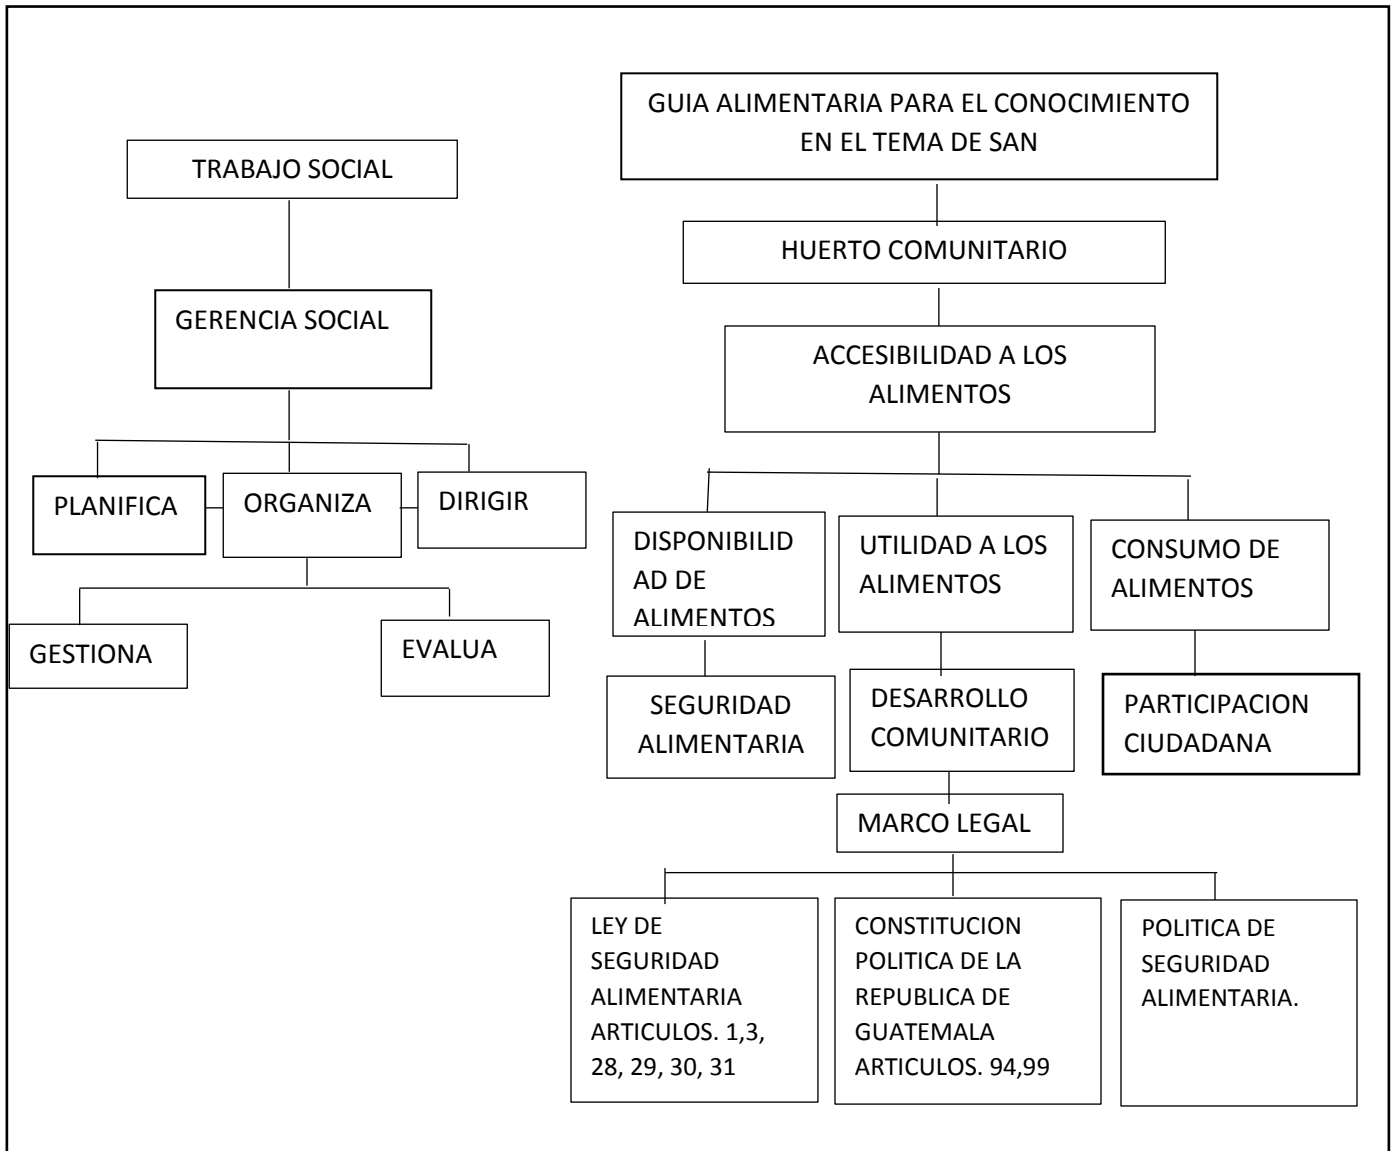 TRABAJO SOCIAL
GERENCIA SOCIAL
PLANIFICA
ORGANIZA
DIRIGIR
GESTIONA
EVALUA
GUIA ALIMENTARIA PARA EL CONOCIMIENTO
EN EL TEMA DE SAN
HUERTO COMUNITARIO
ACCESIBILIDAD A LOS
ALIMENTOS
DISPONIBILID
AD DE
ALIMENTOS
UTILIDAD A LOS
ALIMENTOS
CONSUMO DE
ALIMENTOS
SEGURIDAD
ALIMENTARIA
DESARROLLO
COMUNITARIO
PARTICIPACION
CIUDADANA
MARCO LEGAL
LEY DE
SEGURIDAD
ALIMENTARIA
ARTICULOS. 1,3,
28, 29, 30, 31
CONSTITUCION
POLITICA DE LA
REPUBLICA DE
GUATEMALA
ARTICULOS. 94,99
POLITICA DE
SEGURIDAD
ALIMENTARIA.